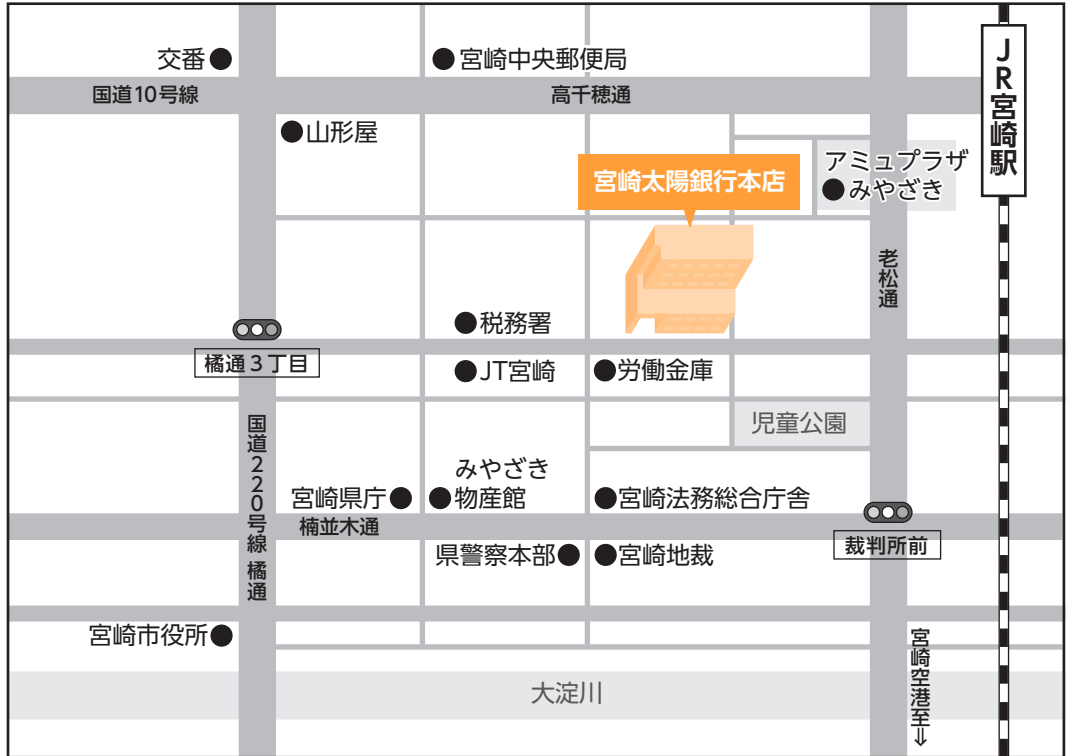 交番
宮崎中央郵便局
国道10号線
高千穂通
JR宮崎駅
山形屋
アミュプラザ
みやざき
宮崎太陽銀行本店
老松通
税務署
橘通3丁目
JT宮崎
労働金庫
児童公園
国道220号線 橘通
みやざき
物産館
宮崎県庁
宮崎法務総合庁舎
楠並木通
裁判所前
県警察本部
宮崎地裁
宮崎市役所
宮崎空港至⇓
大淀川